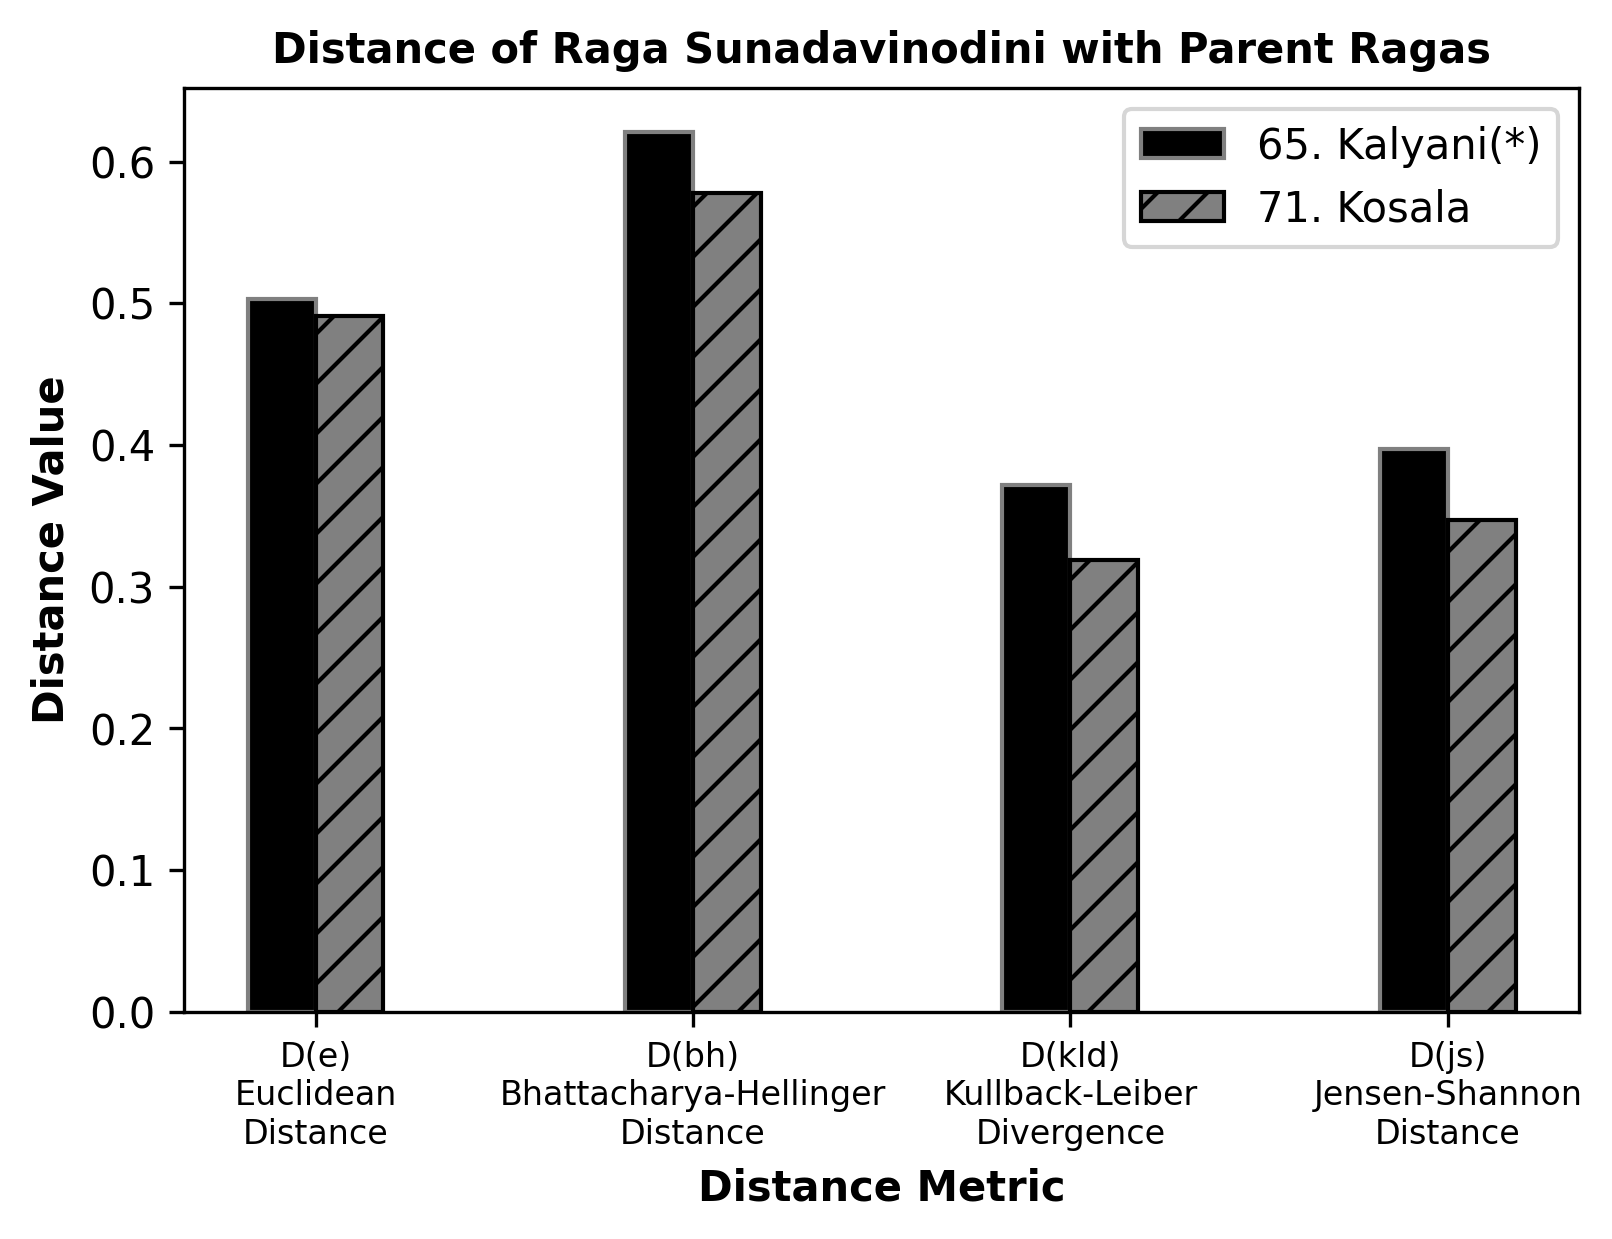 Distance of Raga Sunadavinodini with Parent Ragas
65. Kalyani(*)
71. Kosala
Distance Value
0.6
0.5
0.4
0.3
0.2
0.1
0.0
D(e)
Euclidean
Distance
D(bh)
Bhattacharya-Hellinger
Distance
D(kld)
Kullback-Leiber
Divergence
D(js)
Jensen-Shannon
Distance
Distance Metric